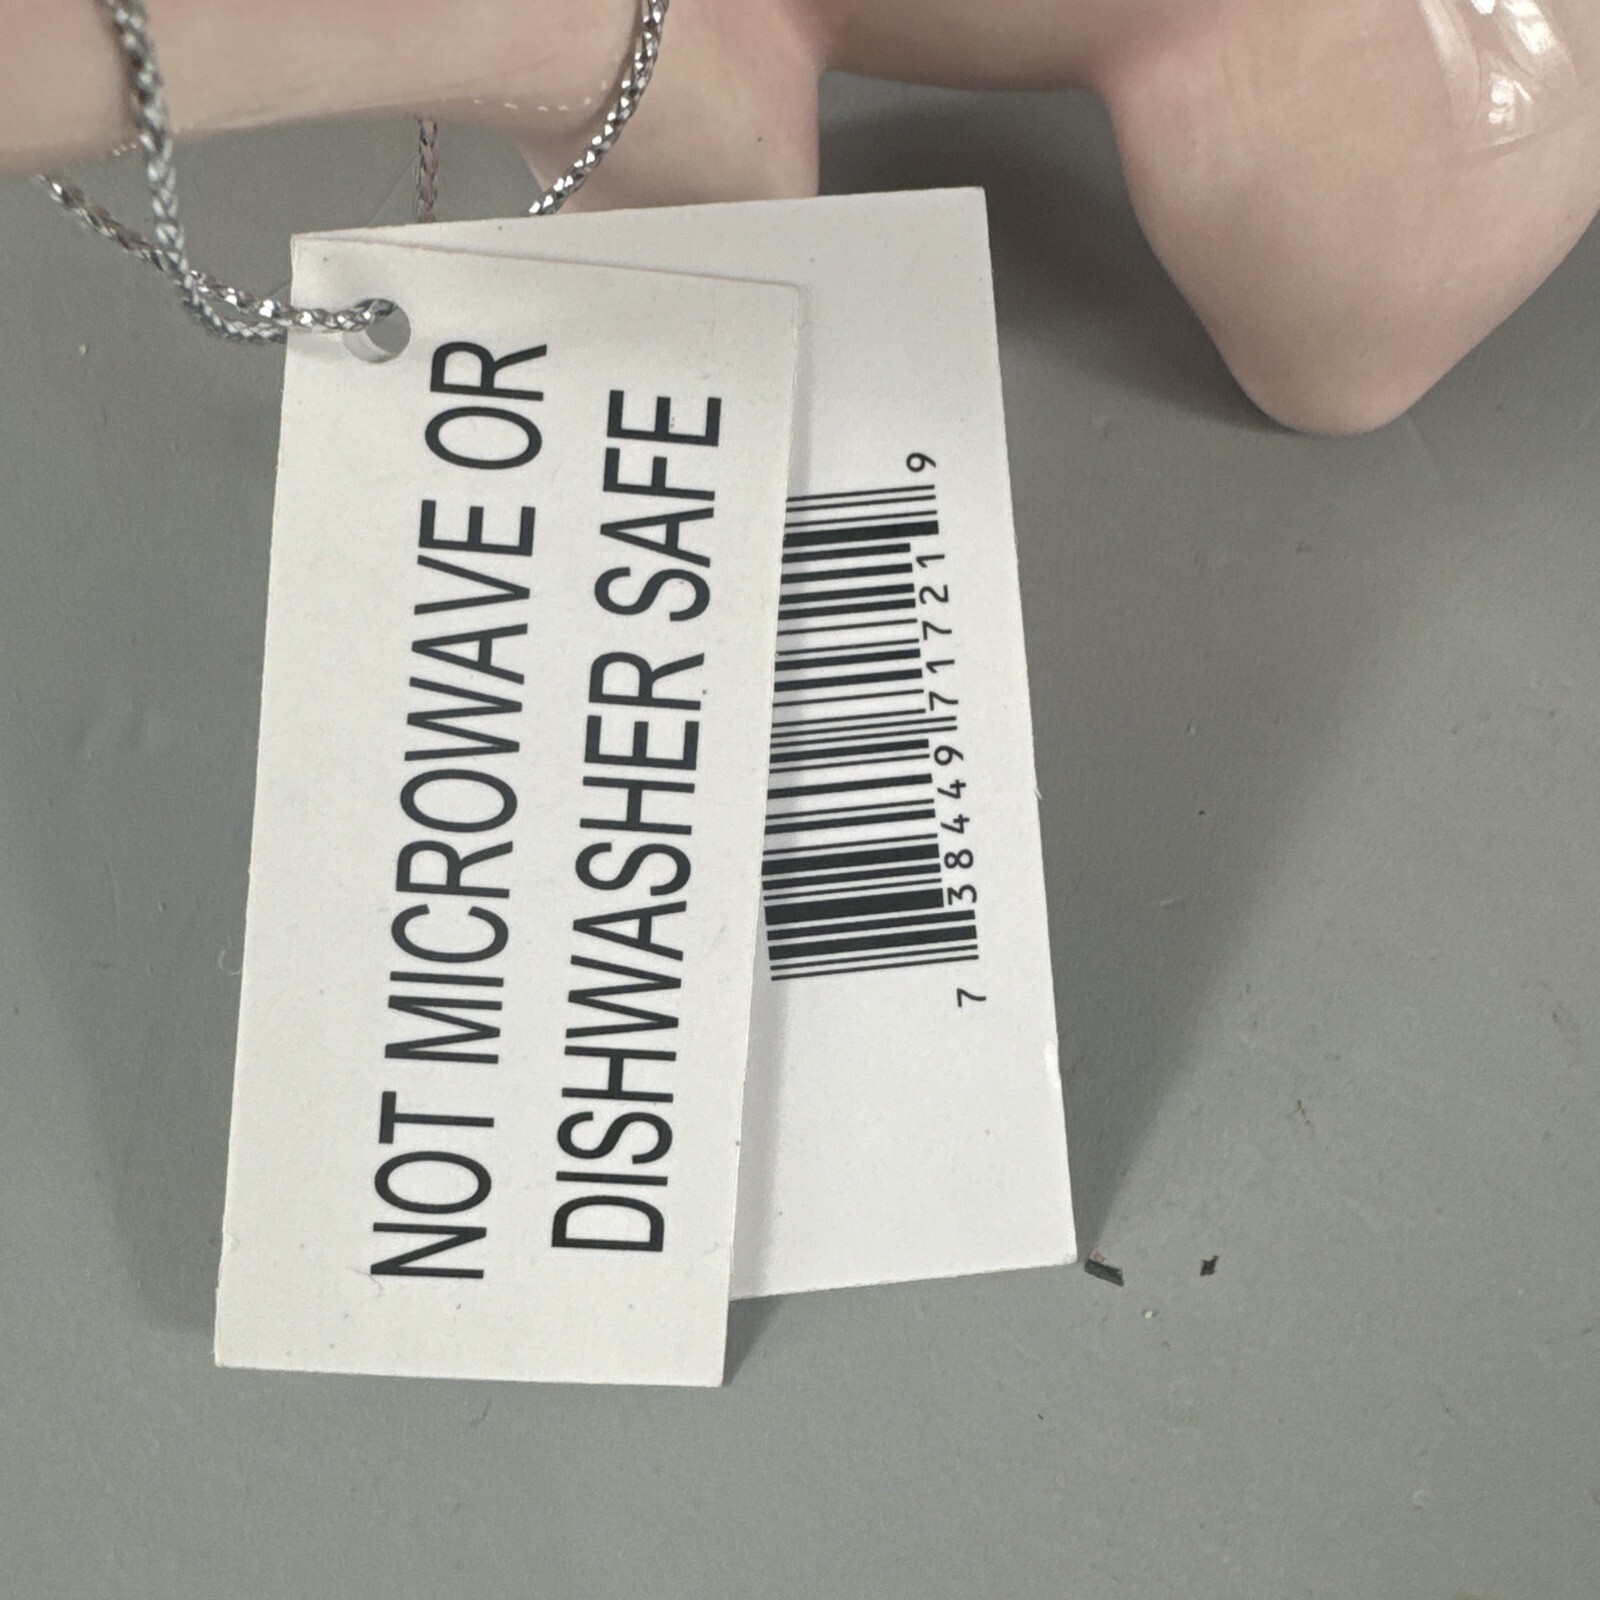 NOT MICROWAVE OR
DISHWASHER SAFE
7 38449 71721 9